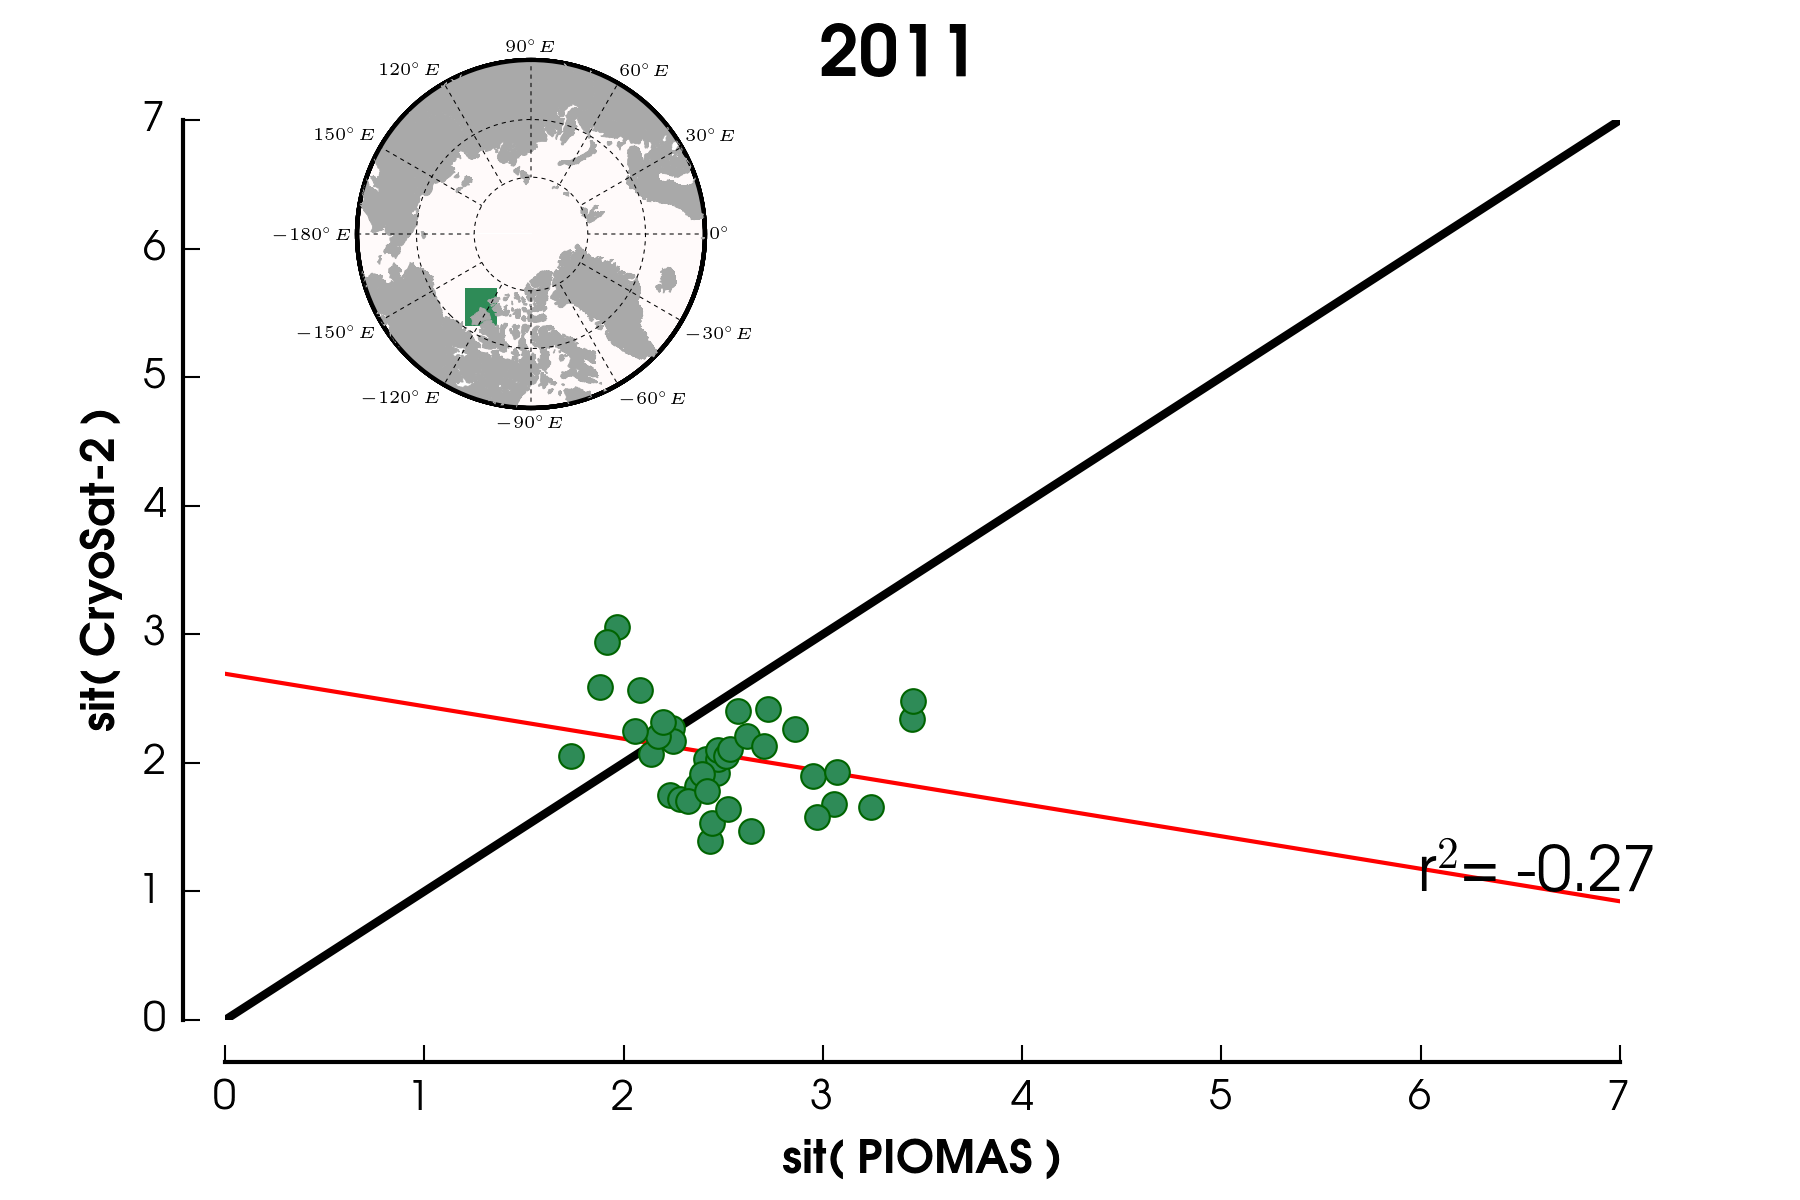 2011
90° E
120° E
60° E
150° E
30° E
−180° E
0°
−150° E
−30° E
−120° E
−60° E
−90° E
7
6
5
4
3
2
1
0
sit( CryoSat-2 )
r²= -0.27
0 1 2 3 4 5 6 7
sit( PIOMAS )